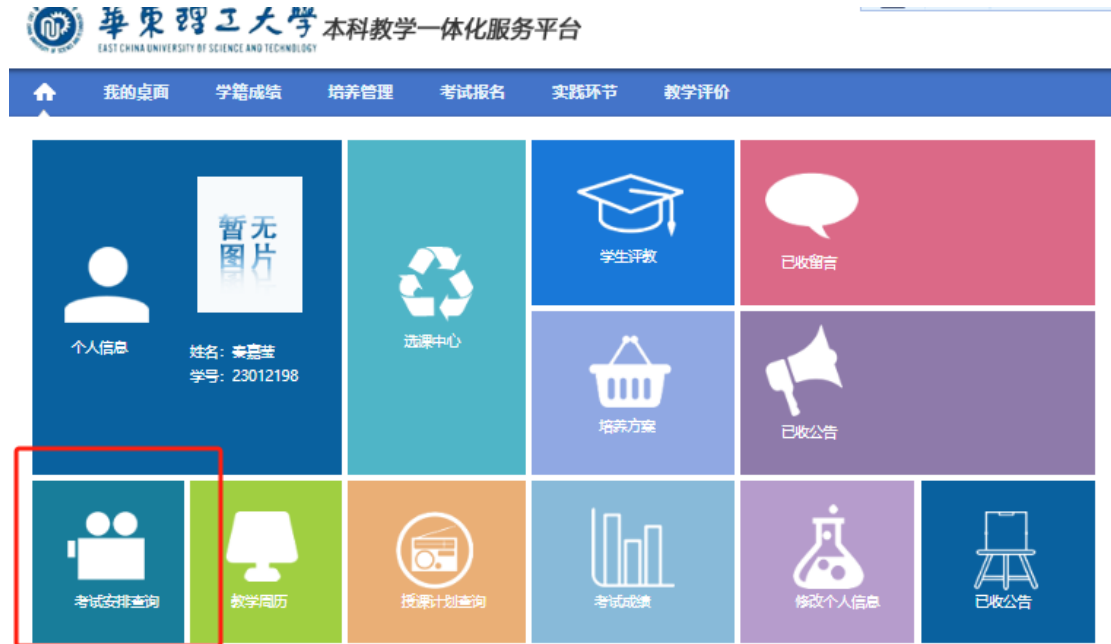 華東理工大學 本科教学一体化服务平台
EAST CHINA UNIVERSITY OF SCIENCE AND TECHNOLOGY
我的桌面 学籍成绩 培养管理 考试报名 实践环节 教学评价
暂无
图片
个人信息
姓名：秦嘉莹
学号：23012198
选课中心
学生评教
已收留言
培养方案
已收公告
考试安排查询
教学周历
授课计划查询
考试成绩
修改个人信息
已收公告